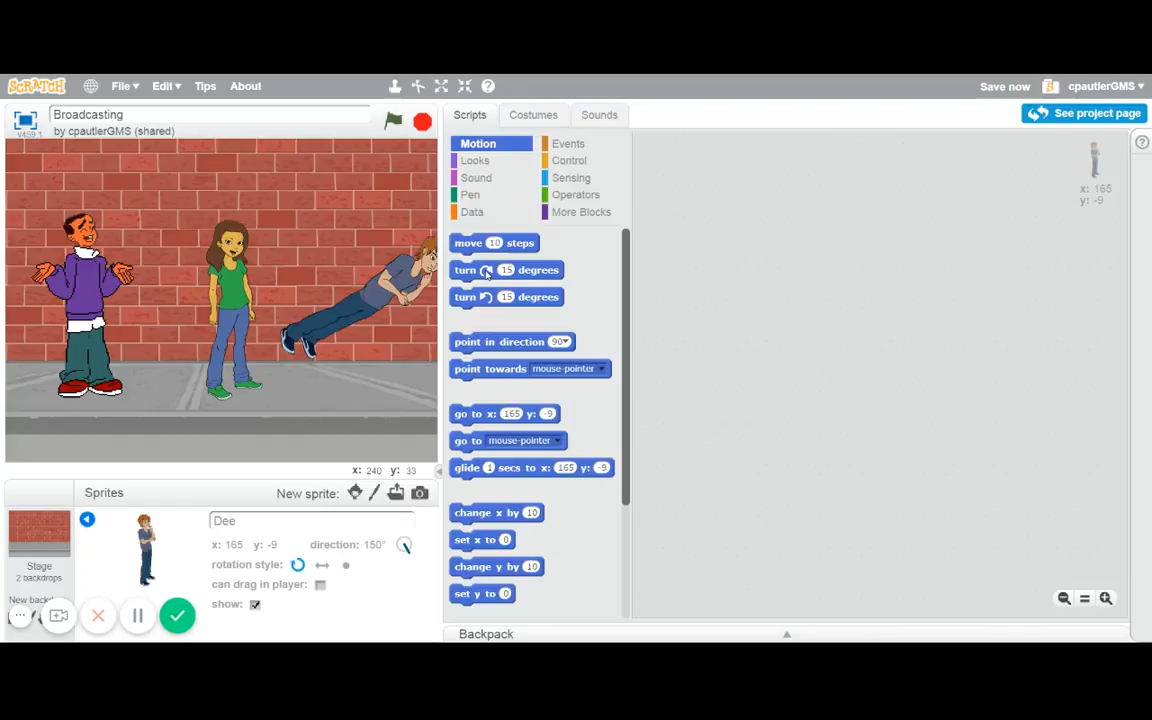 SCRATCH File Edit Tips About Save now cpautlerGMS
Broadcasting
by cpautlerGMS (shared)
v459.1
Scripts Costumes Sounds
See project page
Motion Events
Looks Control
Sound Sensing
Pen Operators
Data More Blocks
x: 165
y: -9
move 10 steps
turn 15 degrees
turn 15 degrees
point in direction 90
point towards mouse-pointer
go to x: 165 y: -9
go to mouse-pointer
glide 1 secs to x: 165 y: -9
change x by 10
set x to 0
change y by 10
set y to 0
x: 240 y: 33
Sprites New sprite:
Dee
x: 165 y: -9 direction: 150°
rotation style:
can drag in player:
show:
Stage
2 backdrops
Backpack